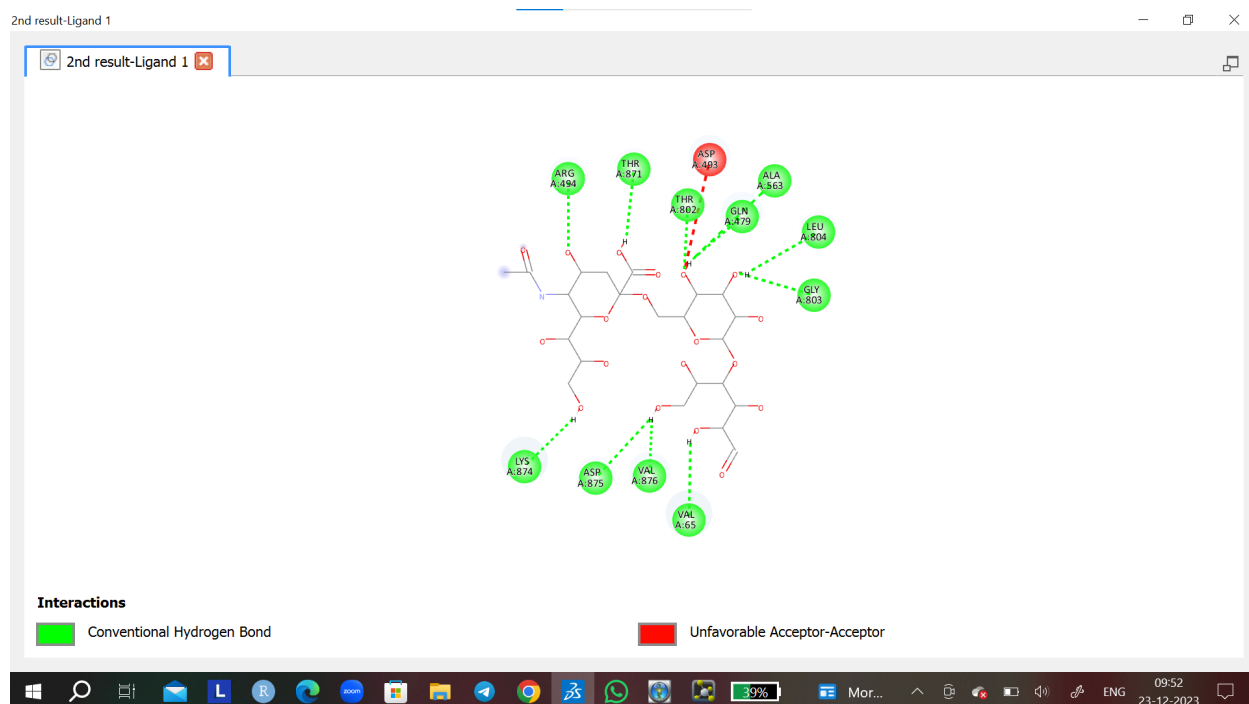 2nd result-Ligand 1
2nd result-Ligand 1
ASP
A:493
THR
A:871
ARG
A:494
ALA
A:563
THR
A:802
GLN
A:479
LEU
A:804
H
O
O
O
H
O
O
O
H
N
O
O
GLY
A:803
O
O
O
O
O
O
O
O
O
O
O
H
H
O
H
LYS
A:874
ASP
A:875
VAL
A:876
O
VAL
A:65
Interactions
Conventional Hydrogen Bond
Unfavorable Acceptor-Acceptor
L
R
zoom
39%
Mor...
ENG
09:52
23-12-2023